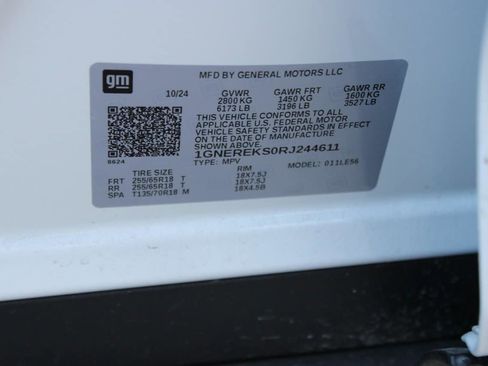 gm
MFD BY GENERAL MOTORS LLC
10/24 GVWR GAWR FRT GAWR RR
2800 KG 1450 KG 1600 KG
6173 LB 3196 LB 3527 LB
THIS VEHICLE CONFORMS TO ALL
APPLICABLE U.S. FEDERAL MOTOR
VEHICLE SAFETY STANDARDS IN EFFECT
ON THE DATE OF MANUFACTURE
SHOWN ABOVE.
1GNEREKS0RJ244611
8624 TYPE: MPV MODEL: 011LE56
TIRE SIZE RIM
FRT 255/65R18 T 18X7.5J
RR 255/65R18 T 18X7.5J
SPA T135/70R18 M 18X4.5B